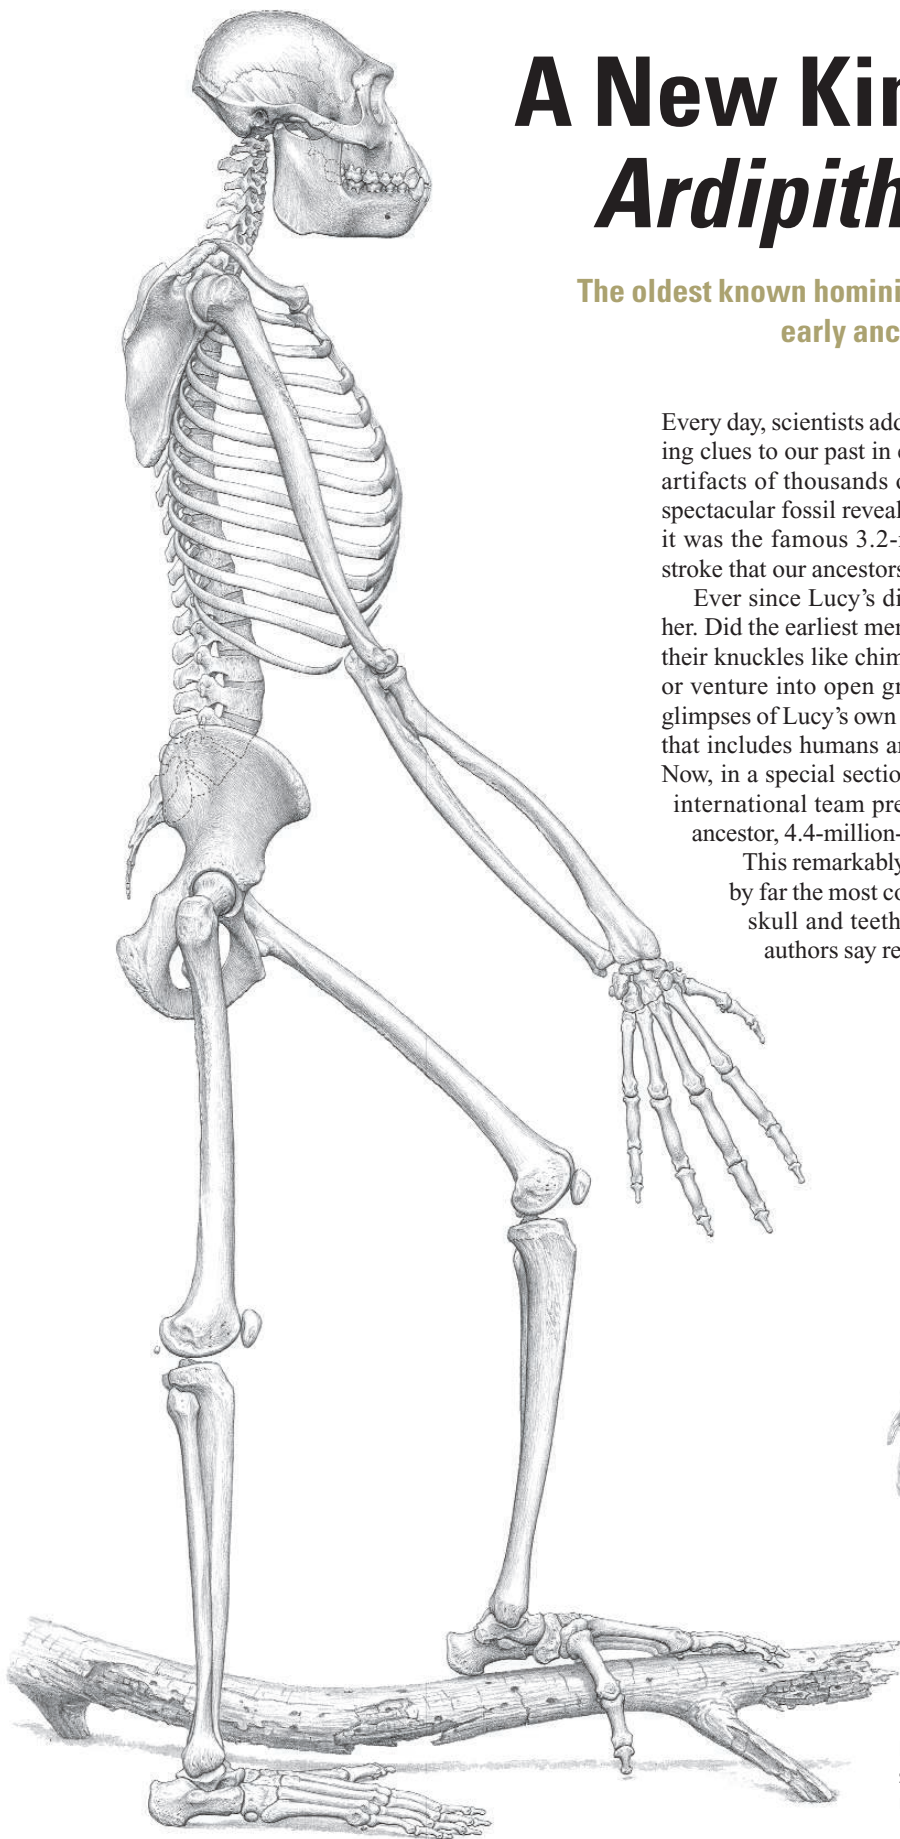 A New Kin
Ardipith
The oldest known homini
early anc
Every day, scientists add
ing clues to our past in
artifacts of thousands o
spectacular fossil reveal
it was the famous 3.2-
stroke that our ancestors
Ever since Lucy’s di
her. Did the earliest mer
their knuckles like chim
or venture into open gr
glimpses of Lucy’s own
that includes humans ar
Now, in a special sectio
international team pre
ancestor, 4.4-million-
This remarkably
by far the most co
skull and teeth
authors say re